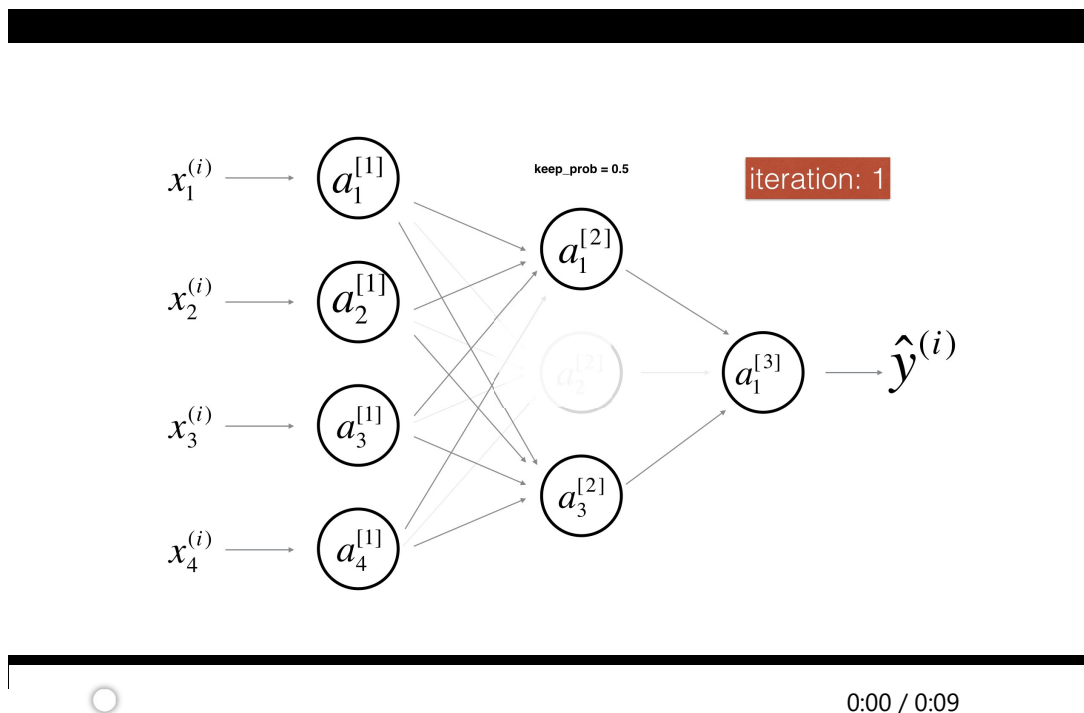 keep_prob = 0.5
iteration: 1
x_1^{(i)} a_1^{[1]}
a_1^{[2]}
x_2^{(i)} a_2^{[1]}
a_2^{[2]} a_1^{[3]} ŷ^{(i)}
x_3^{(i)} a_3^{[1]}
a_3^{[2]}
x_4^{(i)} a_4^{[1]}
0:00 / 0:09